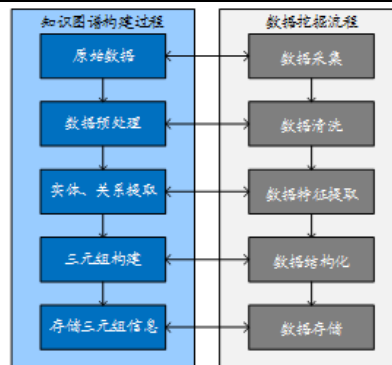 知识图谱构建过程
数据挖掘流程
原始数据
数据采集
数据预处理
数据清洗
实体、关系提取
数据特征提取
三元组构建
数据结构化
存储三元组信息
数据存储